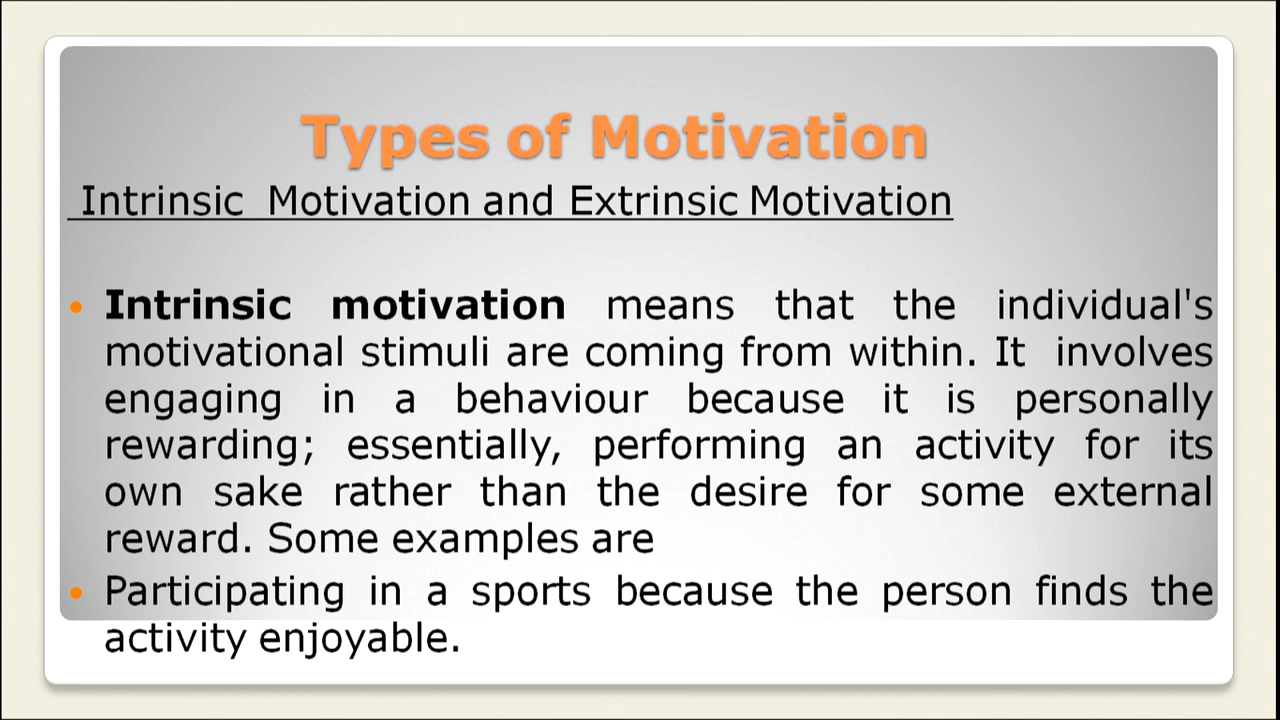 Types of Motivation
Intrinsic Motivation and Extrinsic Motivation
• Intrinsic motivation means that the individual's
motivational stimuli are coming from within. It involves
engaging in a behaviour because it is personally
rewarding; essentially, performing an activity for its
own sake rather than the desire for some external
reward. Some examples are
• Participating in a sports because the person finds the
activity enjoyable.